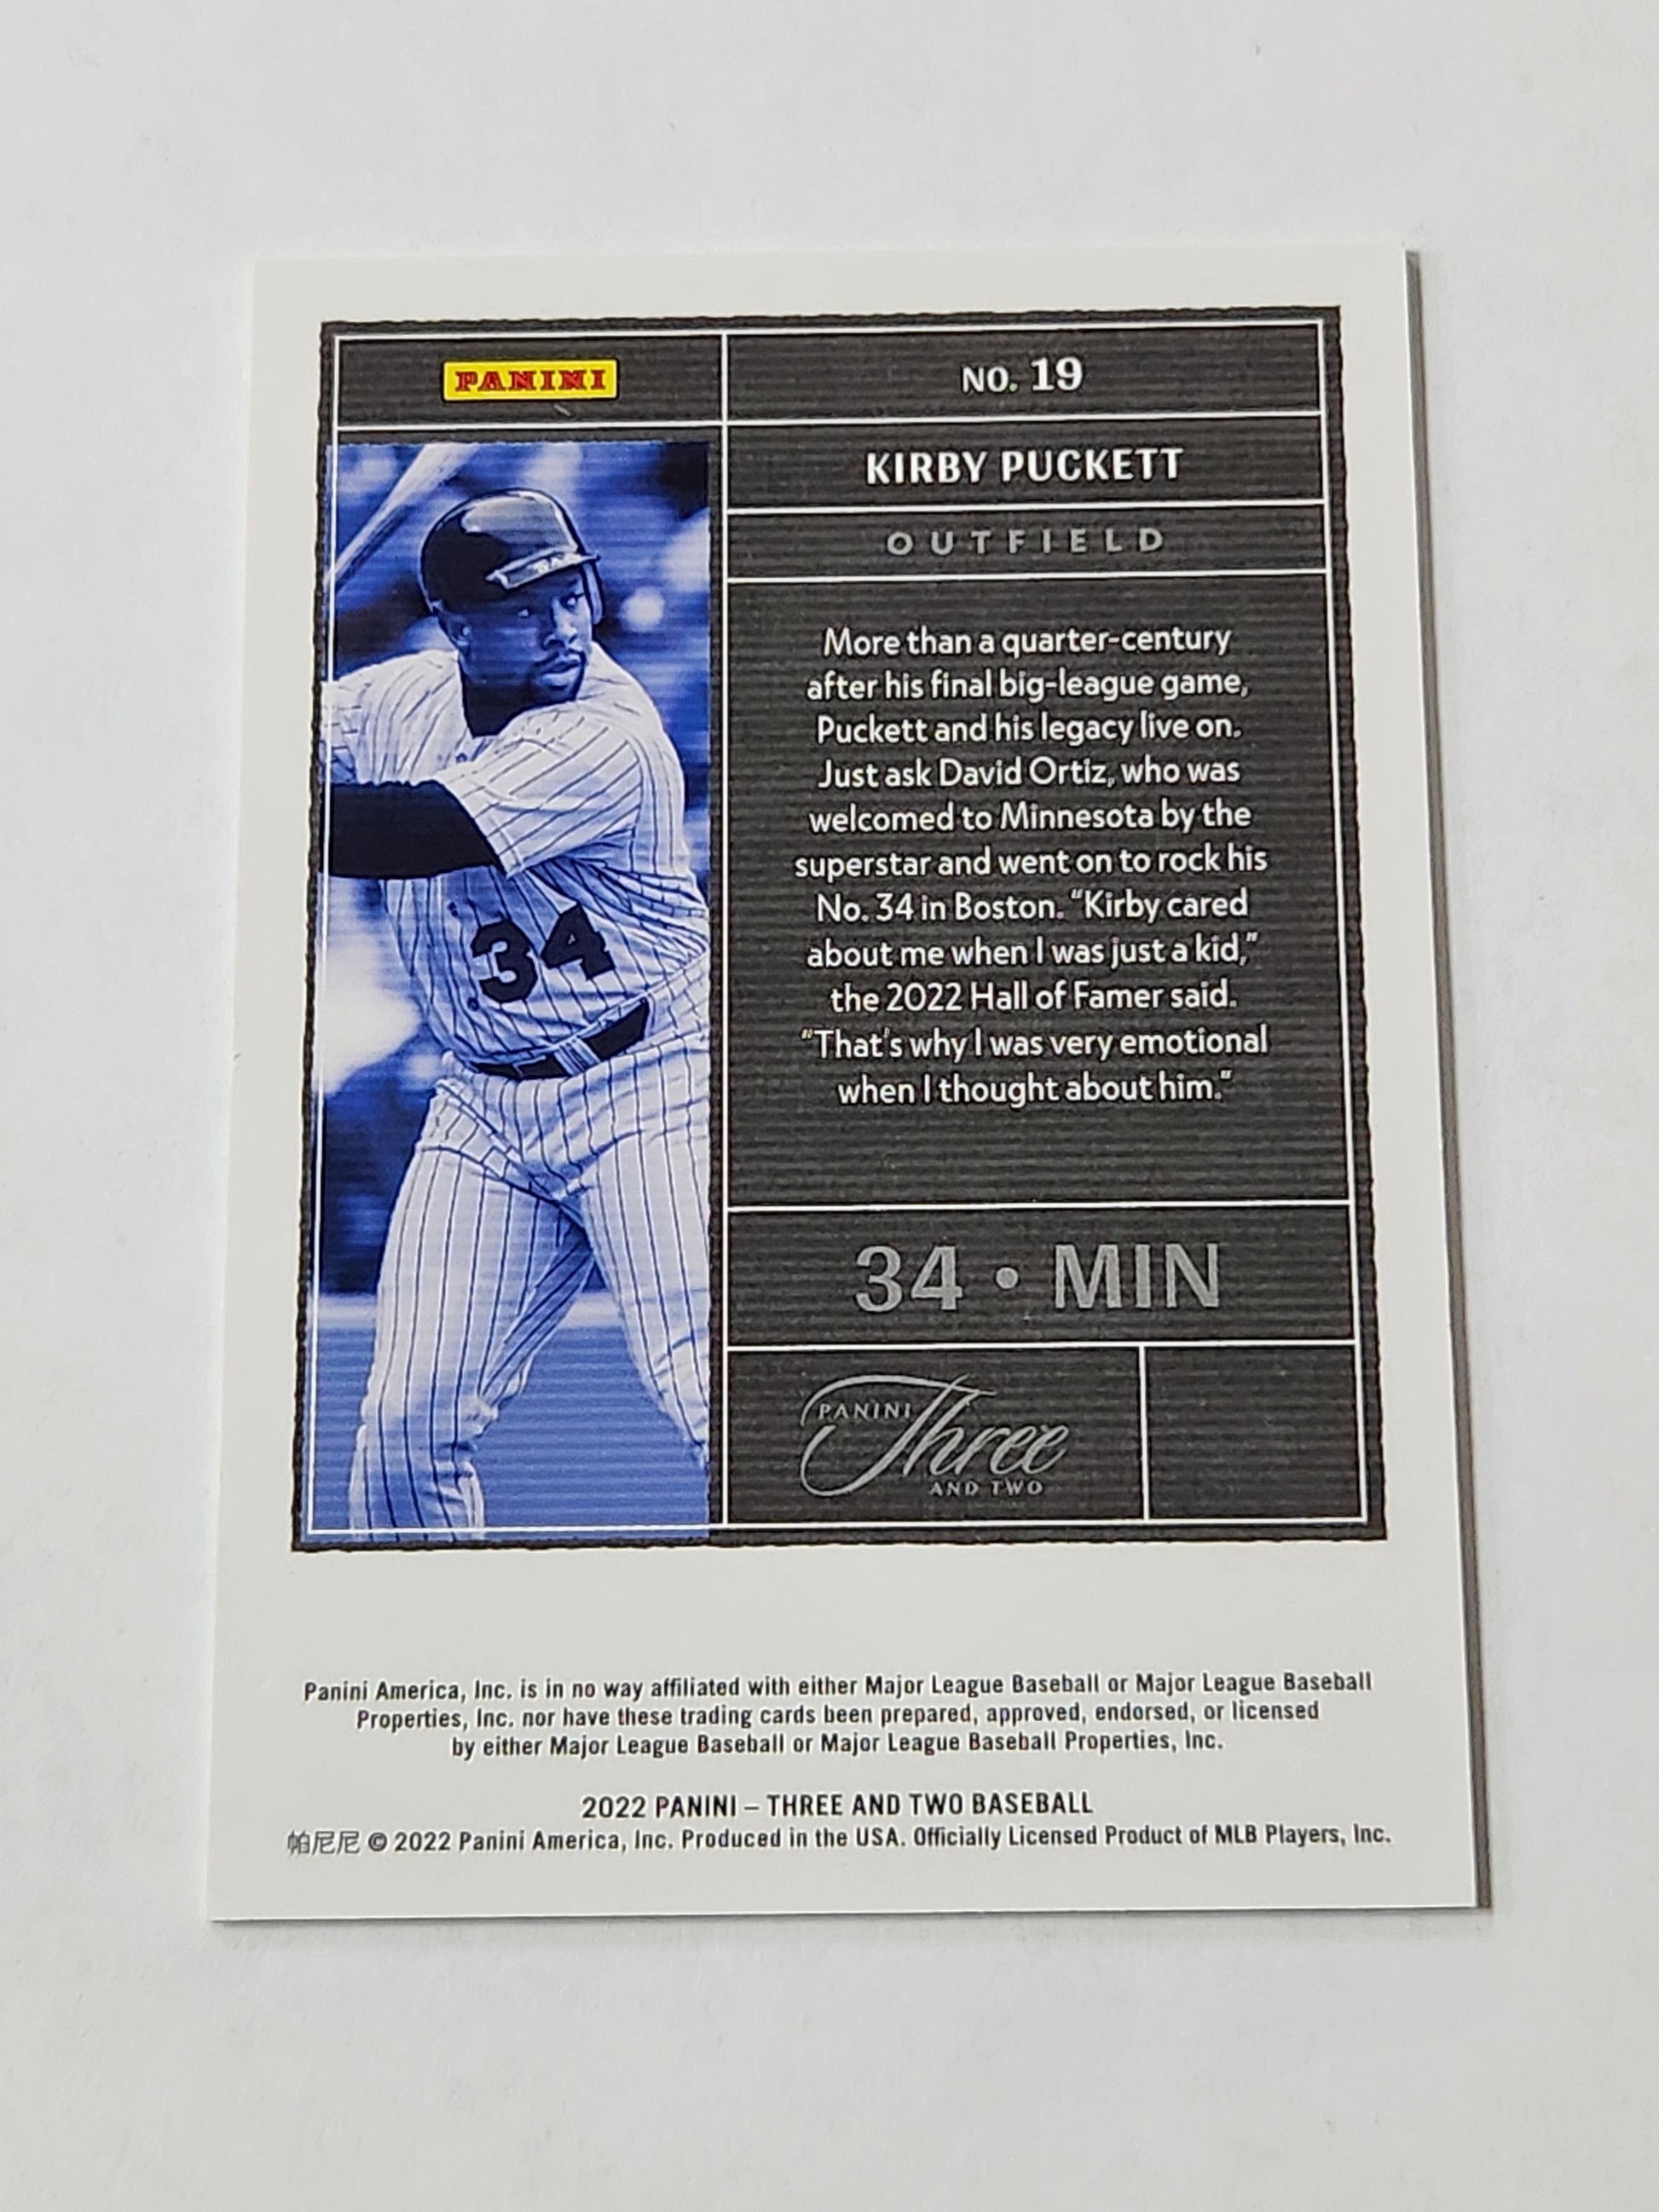 PANINI
NO. 19
KIRBY PUCKETT
OUTFIELD
More than a quarter-century
after his final big-league game,
Puckett and his legacy live on.
Just ask David Ortiz, who was
welcomed to Minnesota by the
superstar and went on to rock his
No. 34 in Boston. "Kirby cared
about me when I was just a kid,"
the 2022 Hall of Famer said.
"That's why I was very emotional
when I thought about him."
34
34 • MIN
PANINI
Three
AND TWO
Panini America, Inc. is in no way affiliated with either Major League Baseball or Major League Baseball
Properties, Inc. nor have these trading cards been prepared, approved, endorsed, or licensed
by either Major League Baseball or Major League Baseball Properties, Inc.
2022 PANINI – THREE AND TWO BASEBALL
帕尼尼 © 2022 Panini America, Inc. Produced in the USA. Officially Licensed Product of MLB Players, Inc.